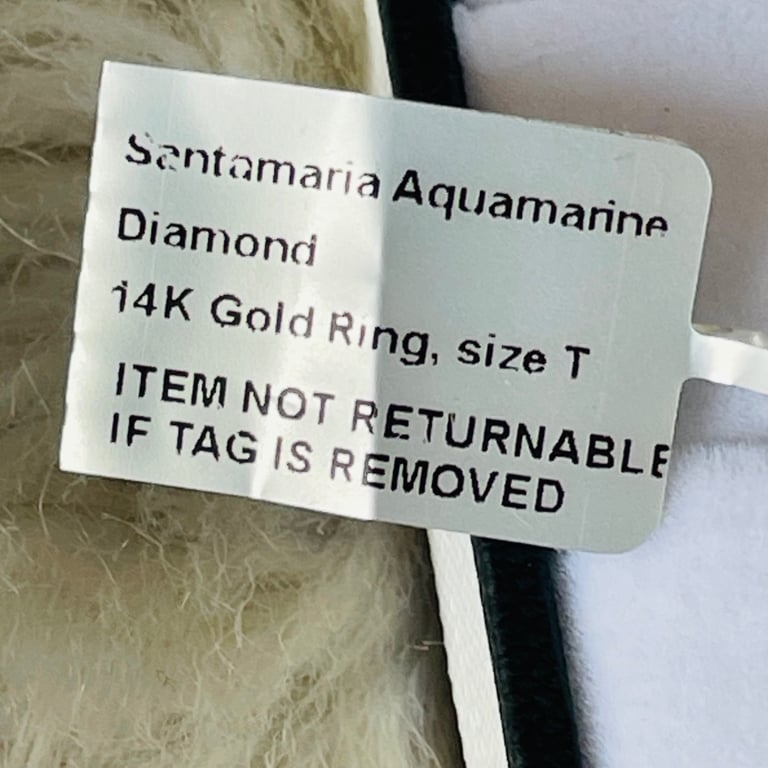 Santamaria Aquamarine
Diamond
14K Gold Ring, size T
ITEM NOT RETURNABLE
IF TAG IS REMOVED